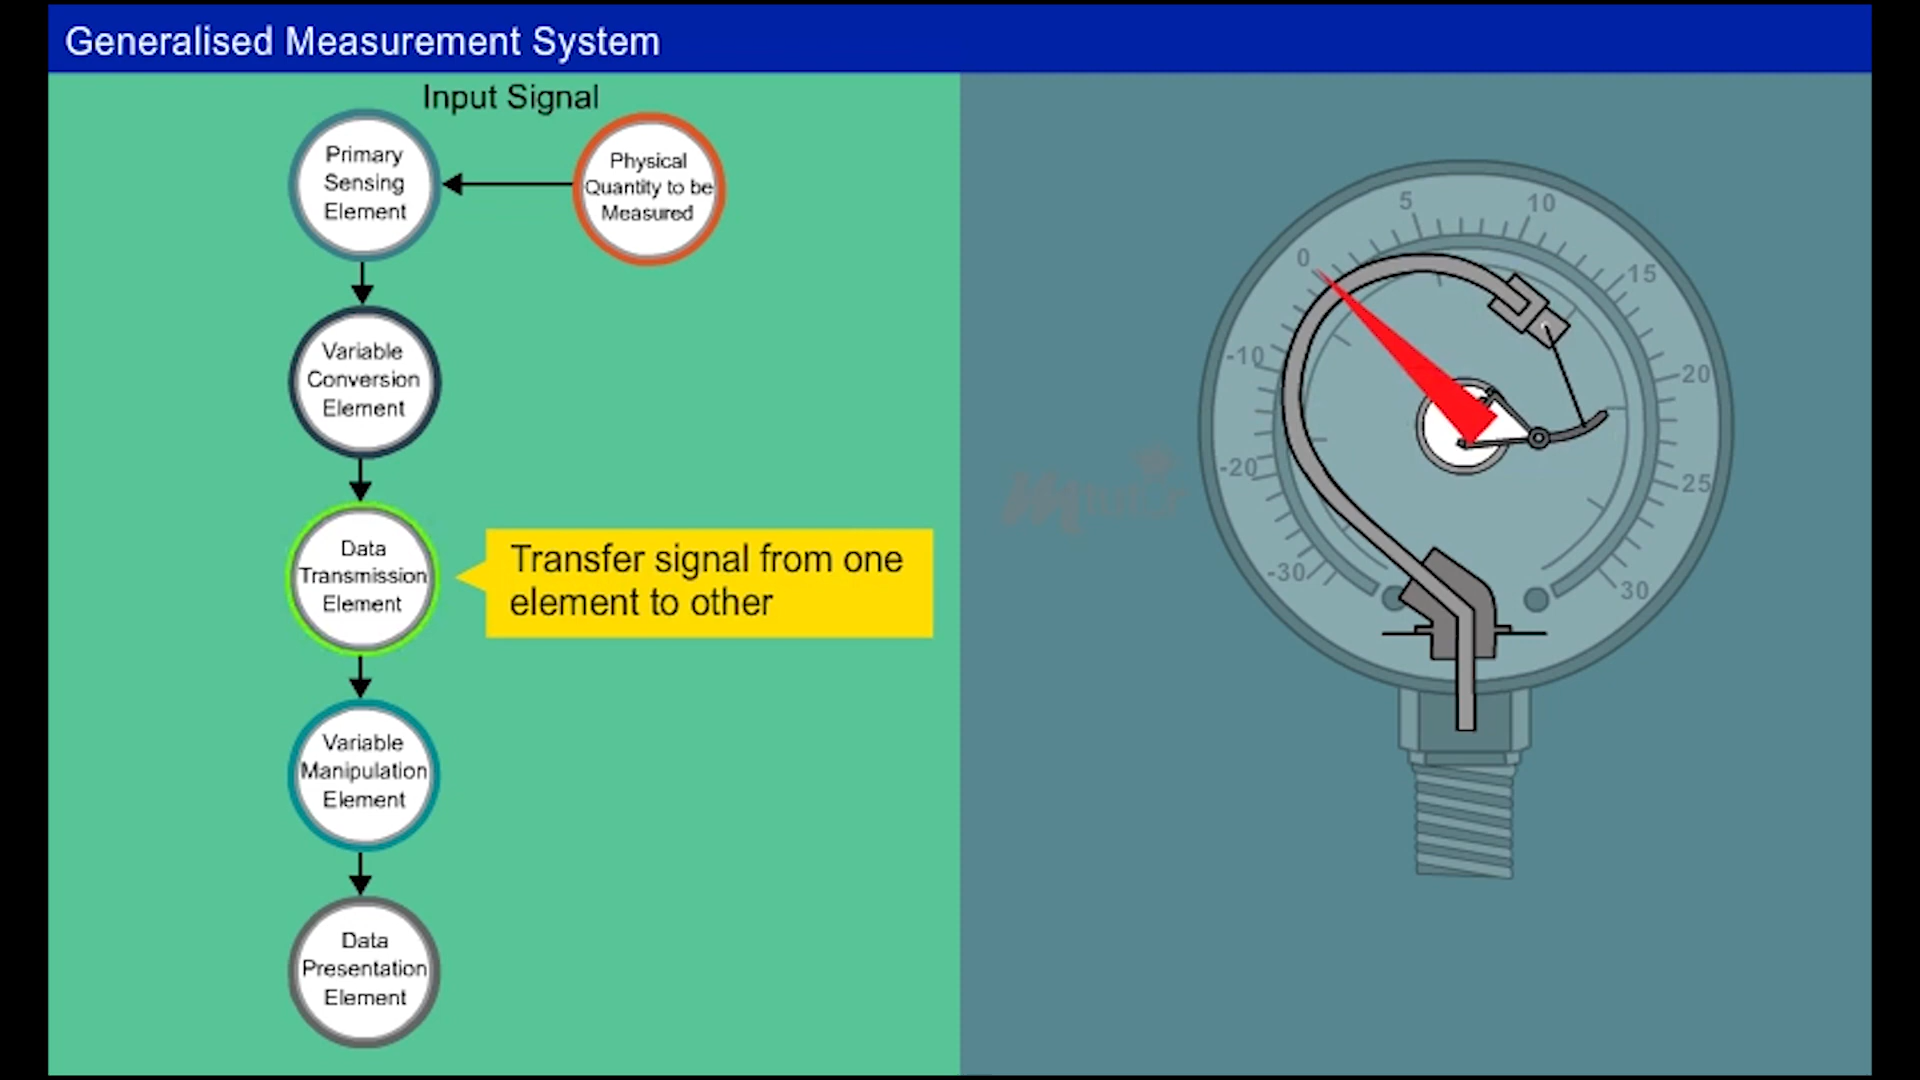 Generalised Measurement System
Input Signal
Primary
Sensing
Element
Physical
Quantity to be
Measured
Variable
Conversion
Element
Data
Transmission
Element
Transfer signal from one
element to other
Variable
Manipulation
Element
Data
Presentation
Element
5
10
0
15
-10
20
-20
25
-30
30